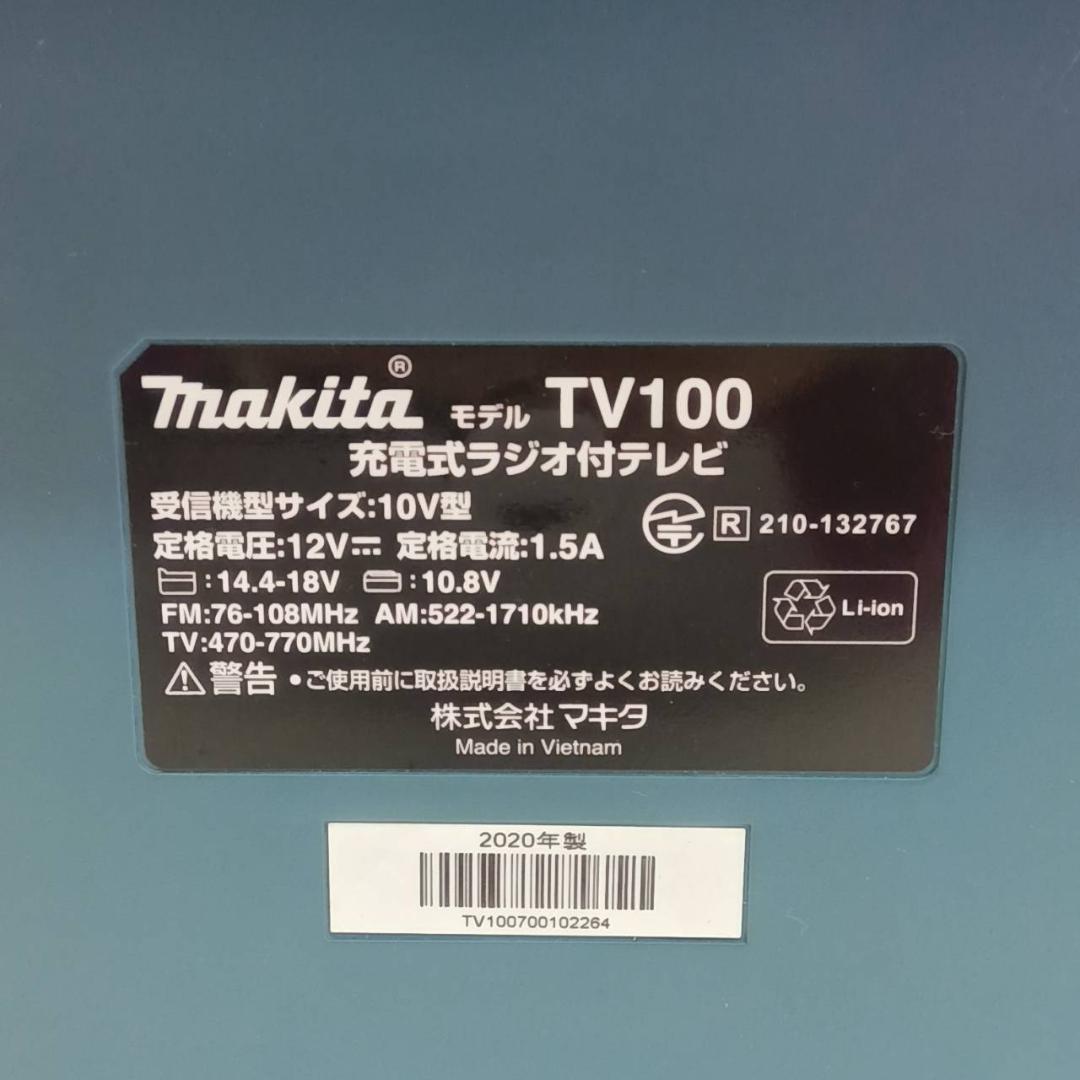 makita® モデル TV100
充電式ラジオ付テレビ
受信機型サイズ:10V型
R 210-132767
定格電圧:12V⎓ 定格電流:1.5A
:14.4-18V :10.8V
Li-ion
FM:76-108MHz AM:522-1710kHz
TV:470-770MHz
⚠警告 •ご使用前に取扱説明書を必ずよくお読みください。
株式会社マキタ
Made in Vietnam
2020年製
TV100700102264